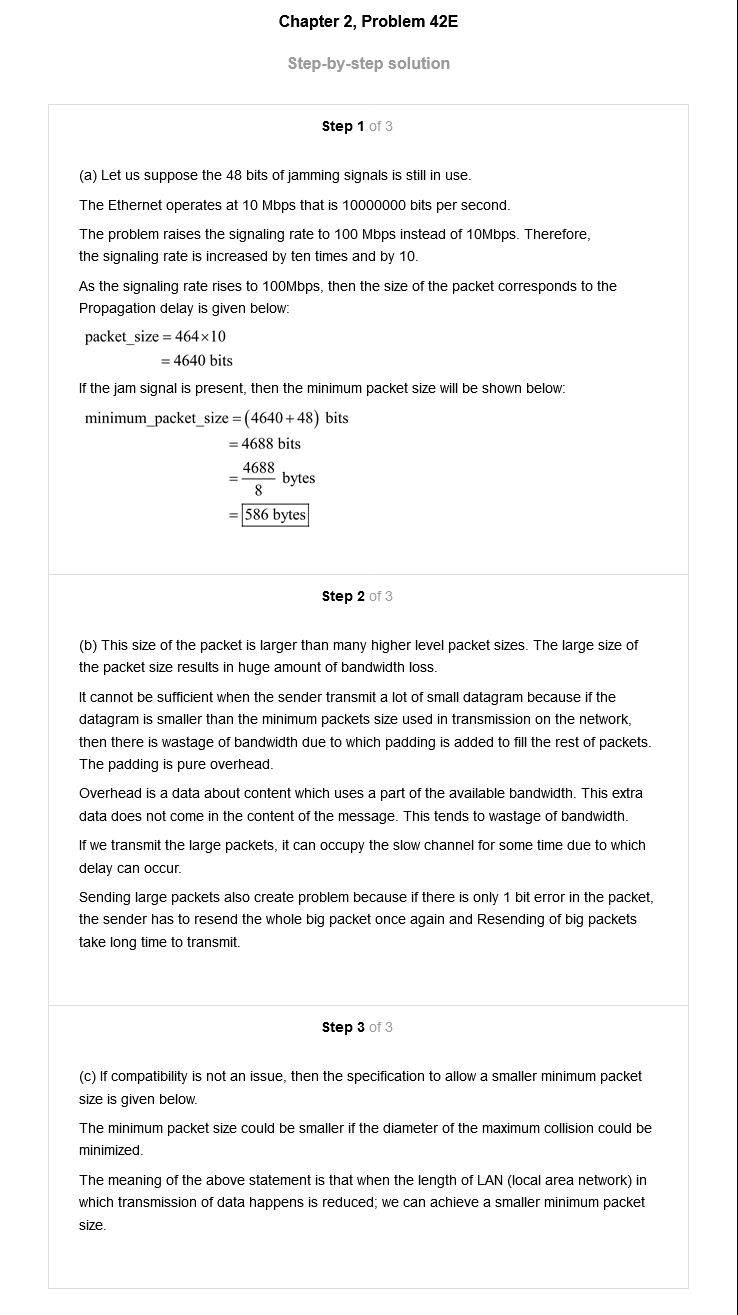 Chapter 2, Problem 42E
Step-by-step solution
Step 1 of 3
(a) Let us suppose the 48 bits of jamming signals is still in use.
The Ethernet operates at 10 Mbps that is 10000000 bits per second.
The problem raises the signaling rate to 100 Mbps instead of 10Mbps. Therefore,
the signaling rate is increased by ten times and by 10.
As the signaling rate rises to 100Mbps, then the size of the packet corresponds to the
Propagation delay is given below:
packet_size = 464×10
= 4640 bits
If the jam signal is present, then the minimum packet size will be shown below:
minimum_packet_size = (4640+48) bits
= 4688 bits
= 4688/8 bytes
= 586 bytes
Step 2 of 3
(b) This size of the packet is larger than many higher level packet sizes. The large size of
the packet size results in huge amount of bandwidth loss.
It cannot be sufficient when the sender transmit a lot of small datagram because if the
datagram is smaller than the minimum packets size used in transmission on the network,
then there is wastage of bandwidth due to which padding is added to fill the rest of packets.
The padding is pure overhead.
Overhead is a data about content which uses a part of the available bandwidth. This extra
data does not come in the content of the message. This tends to wastage of bandwidth.
If we transmit the large packets, it can occupy the slow channel for some time due to which
delay can occur.
Sending large packets also create problem because if there is only 1 bit error in the packet,
the sender has to resend the whole big packet once again and Resending of big packets
take long time to transmit.
Step 3 of 3
(c) If compatibility is not an issue, then the specification to allow a smaller minimum packet
size is given below.
The minimum packet size could be smaller if the diameter of the maximum collision could be
minimized.
The meaning of the above statement is that when the length of LAN (local area network) in
which transmission of data happens is reduced; we can achieve a smaller minimum packet
size.